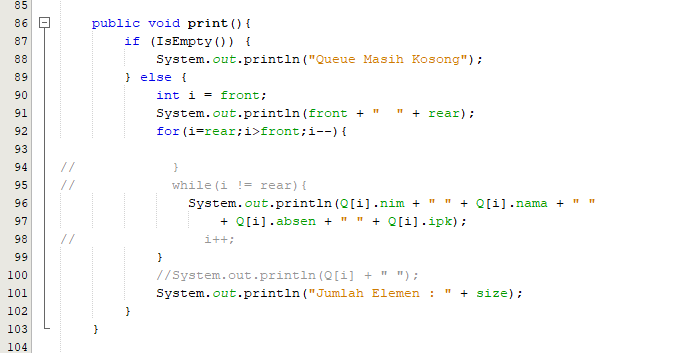 85
86 public void print(){
87 if (IsEmpty()) {
88 System.out.println("Queue Masih Kosong");
89 } else {
90 int i = front;
91 System.out.println(front + "  " + rear);
92 for(i=rear;i>front;i--){
93
94 // }
95 // while(i != rear){
96 System.out.println(Q[i].nim + " " + Q[i].nama + " "
97 + Q[i].absen + " " + Q[i].ipk);
98 // i++;
99 }
100 //System.out.println(Q[i] + " ");
101 System.out.println("Jumlah Elemen : " + size);
102 }
103 }
104